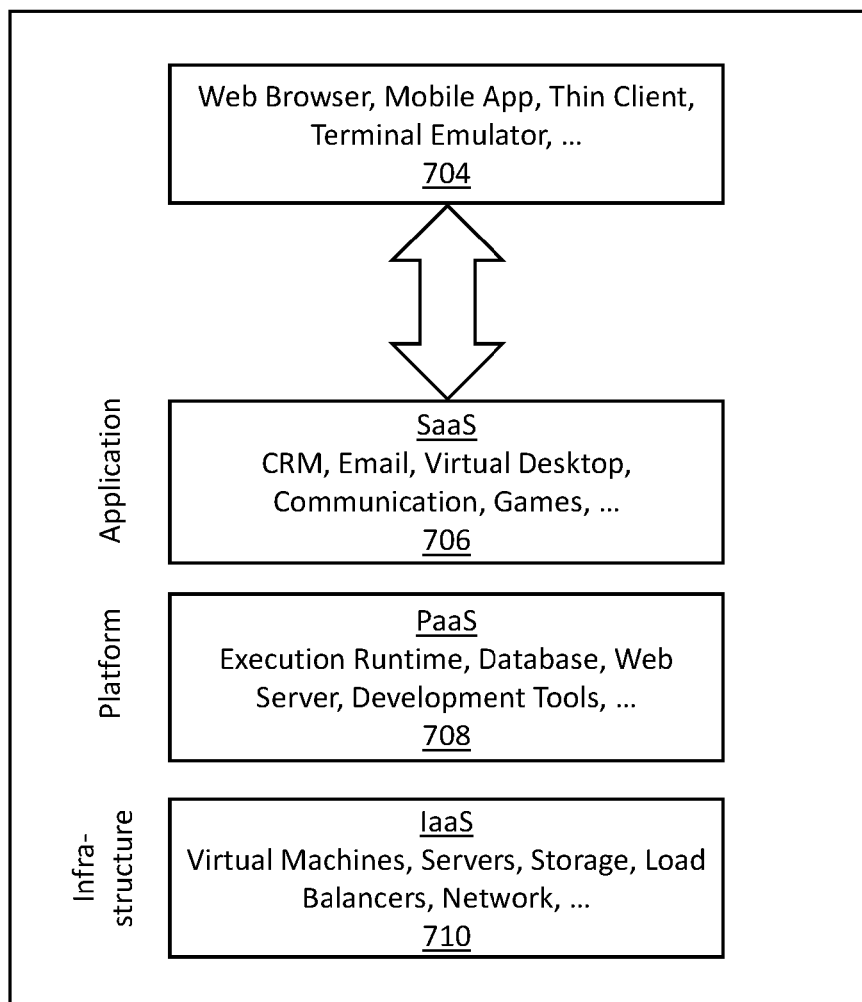 Web Browser, Mobile App, Thin Client,
Terminal Emulator, ...
704
Application
SaaS
CRM, Email, Virtual Desktop,
Communication, Games, ...
706
Platform
PaaS
Execution Runtime, Database, Web
Server, Development Tools, ...
708
Infra-
structure
IaaS
Virtual Machines, Servers, Storage, Load
Balancers, Network, ...
710